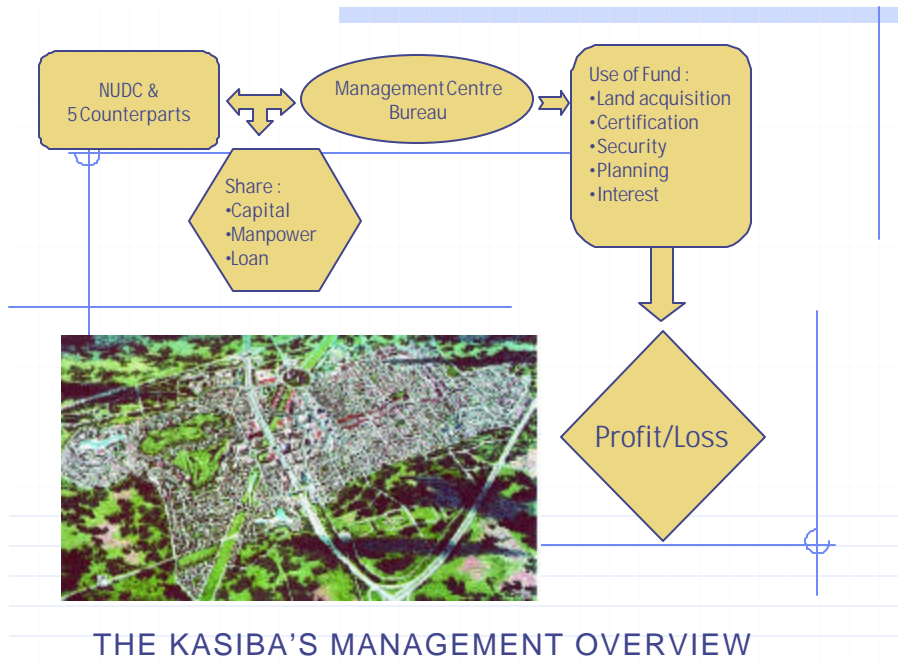 NUDC &
5 Counterparts
Management Centre
Bureau
Use of Fund :
•Land acquisition
•Certification
•Security
•Planning
•Interest
Share :
•Capital
•Manpower
•Loan
Profit/Loss
THE KASIBA'S MANAGEMENT OVERVIEW